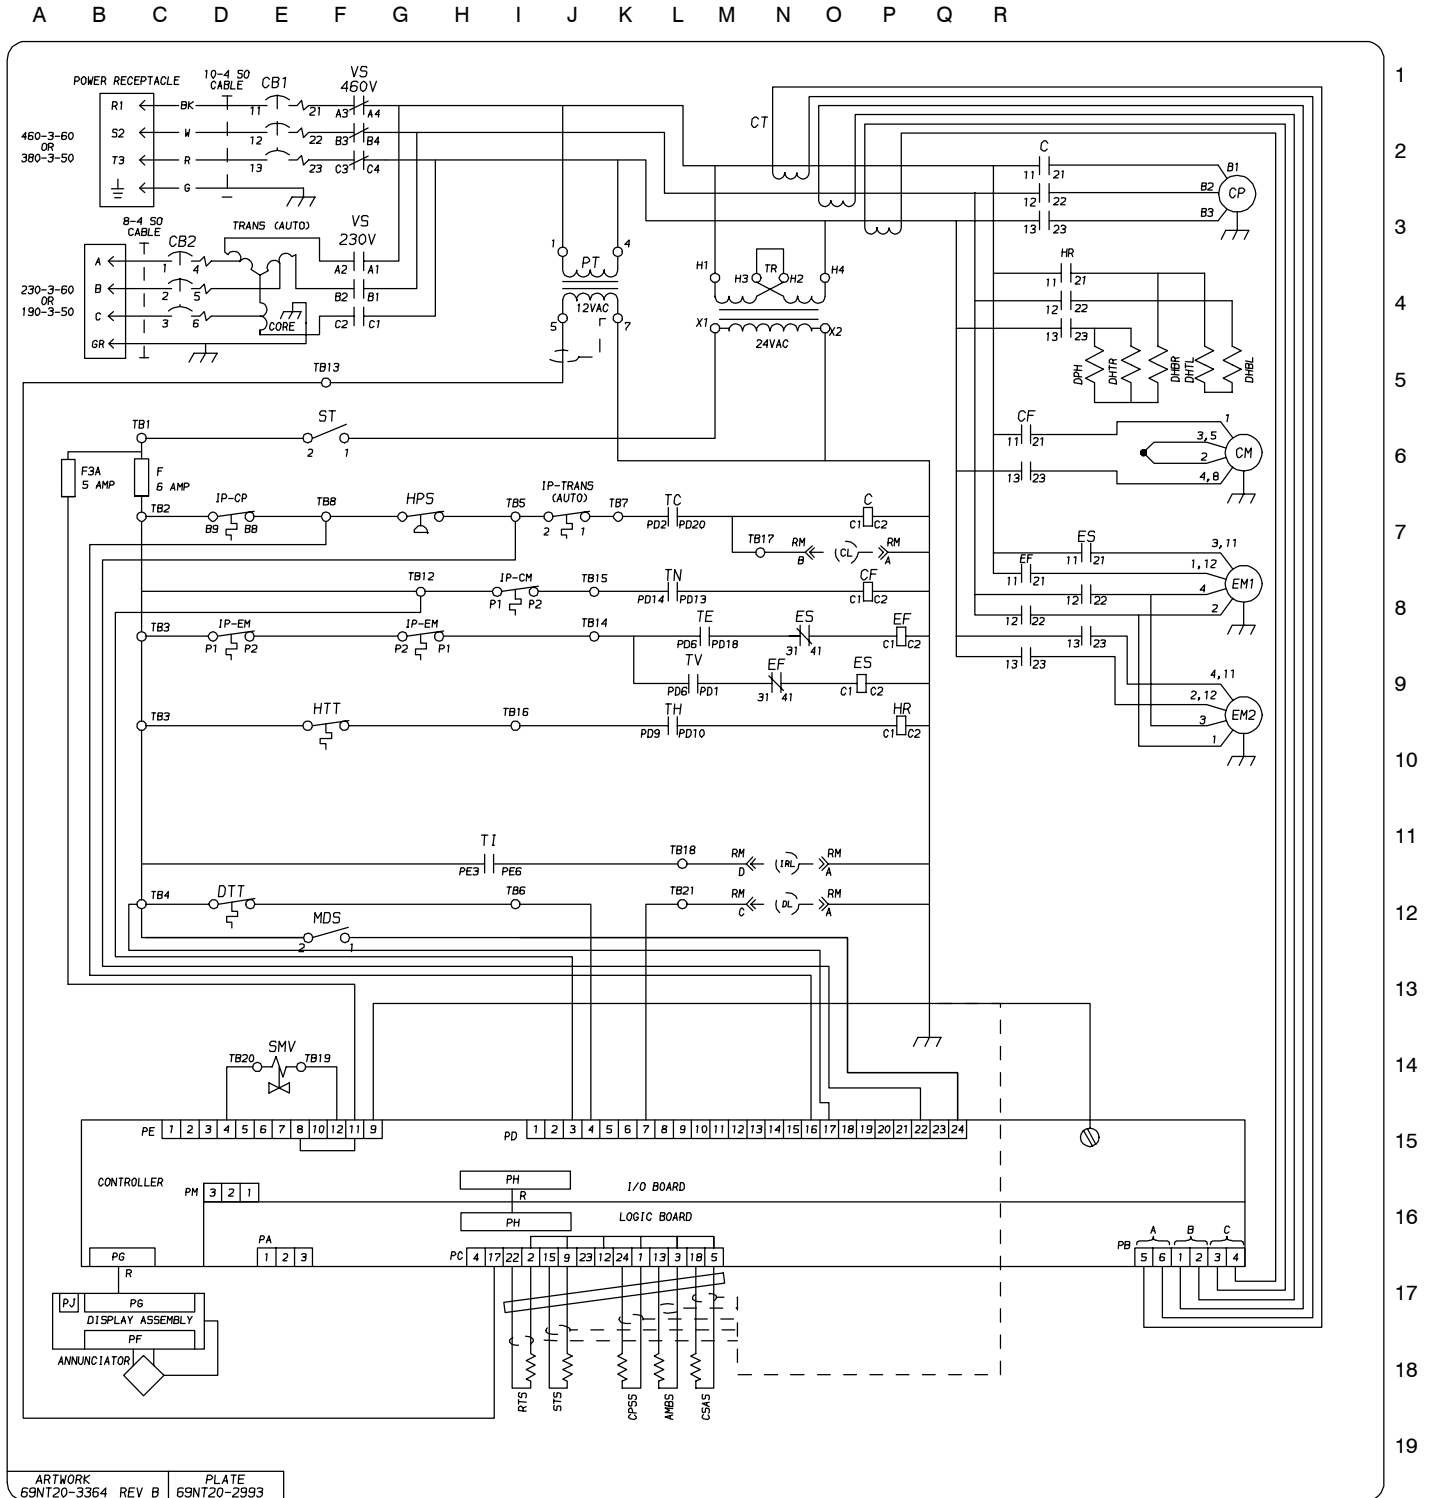 A B C D E F G H I J K L M N O P Q R
1
POWER RECEPTACLE
10-4 SO
CABLE
CB1
VS
460V
R1 BK 11 21 A3 A4
460-3-60
OR
380-3-50
S2 W 12 22 B3 B4
T3 R 13 23 C3 C4
G
CT
2
C
11 21 B1
12 22 B2 CP
13 23 B3
3
8-4 SO
CABLE
CB2
TRANS (AUTO)
VS
230V
A 1 4 A2 A1
230-3-60
OR
190-3-50
B 2 5 B2 B1
C 3 6 CORE C2 C1
GR
1 PT 4
12VAC
5 7
H1 H3 TR H2 H4
X1 X2
24VAC
HR
11 21
12 22
13 23
4
DPH DHTR DHBR DHTL DHBL
5
TB13
TB1
ST
2 1
CF
11 21 1
3,5
2 CM
13 23 4,8
6
F3A
5 AMP
F
6 AMP
TB2
IP-CP
B9 B8
TB8
HPS
TB5
IP-TRANS
(AUTO)
2 1
TB7
TC
PD2 PD20
C
C1 C2
7
TB17 RM B CL RM A
ES
11 21 3,11
EF
11 21 1,12
EM1
12 22 4
12 22 2
8
TB12
IP-CM
P1 P2
TB15
TN
PD14 PD13
CF
C1 C2
TB3
IP-EM
P1 P2
IP-EM
P2 P1
TB14
TE
PD6 PD18
ES
31 41
EF
C1 C2
13 23
13 23
TV
PD6 PD1
EF
31 41
ES
C1 C2
9
4,11
2,12
3 EM2
1
TB3
HTT
TB16
TH
PD9 PD10
HR
C1 C2
10
11
TI
PE3 PE6
TB18 RM D IRL RM A
TB4
DTT
TB6
TB21 RM C DL RM A
12
MDS
2 1
13
SMV
TB20 TB19
14
PE 1 2 3 4 5 6 7 8 10 12 11 9
PD 1 2 3 4 5 6 7 8 9 10 11 12 13 14 15 16 17 18 19 20 21 22 23 24
15
CONTROLLER
PM 3 2 1
PH
R
I/O BOARD
16
PH
LOGIC BOARD
PG
PA
1 2 3
PC 4 17 22 2 15 9 23 12 24 1 13 3 18 5
A B C
PB 5 6 1 2 3 4
R
17
PJ PG
DISPLAY ASSEMBLY
PF
ANNUNCIATOR
18
RTS STS CPSS AMBS CSAS
19
ARTWORK
69NT20-3364 REV B
PLATE
69NT20-2993